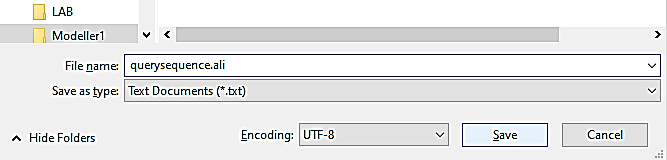 LAB
Modeller1
File name: querysequence.ali
Save as type: Text Documents (*.txt)
Hide Folders Encoding: UTF-8 Save Cancel